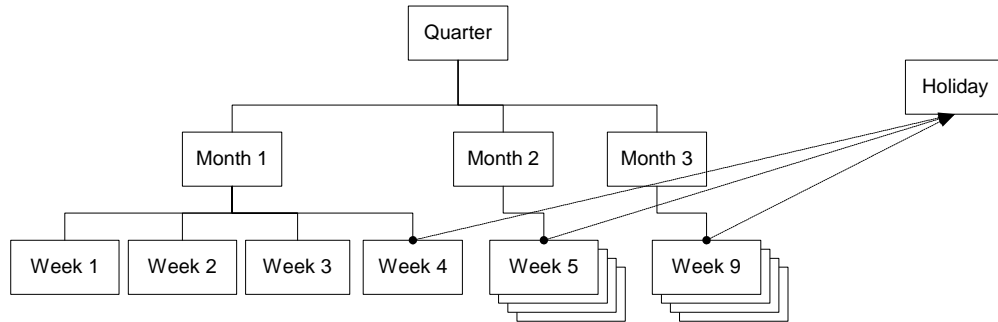 Quarter
Holiday
Month 1
Month 2
Month 3
Week 1
Week 2
Week 3
Week 4
Week 5
Week 9